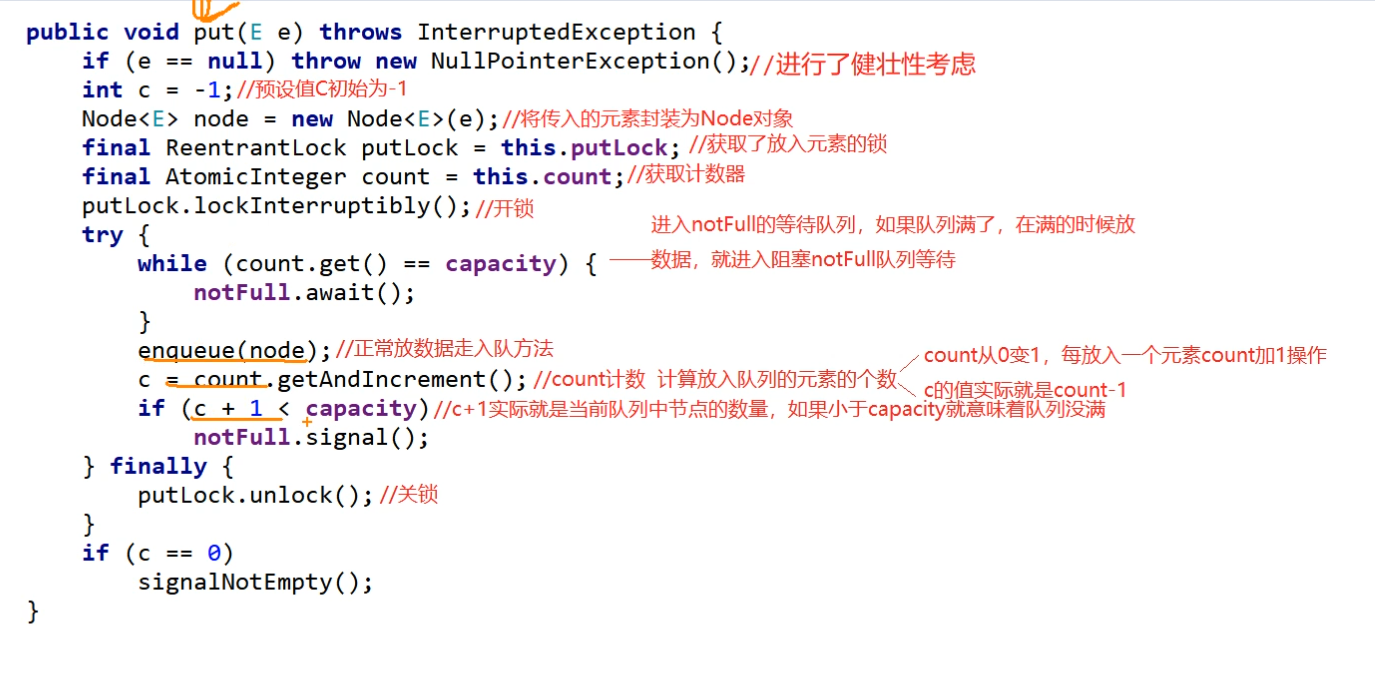 public void put(E e) throws InterruptedException {
if (e == null) throw new NullPointerException();//进行了健壮性考虑
int c = -1;//预设值C初始为-1
Node<E> node = new Node<E>(e);//将传入的元素封装为Node对象
final ReentrantLock putLock = this.putLock; //获取了放入元素的锁
final AtomicInteger count = this.count;//获取计数器
putLock.lockInterruptibly();//开锁
进入notFull的等待队列，如果队列满了，在满的时候放
try {
while (count.get() == capacity) { 数据，就进入阻塞notFull队列等待
notFull.await();
}
enqueue(node);//正常放数据走入队方法
count从0变1，每放入一个元素count加1操作
c = count.getAndIncrement();//count计数 计算放入队列的元素的个数
c的值实际就是count-1
if (c + 1 < capacity)//c+1实际就是当前队列中节点的数量，如果小于capacity就意味着队列没满
notFull.signal();
} finally {
putLock.unlock();//关锁
}
if (c == 0)
signalNotEmpty();
}